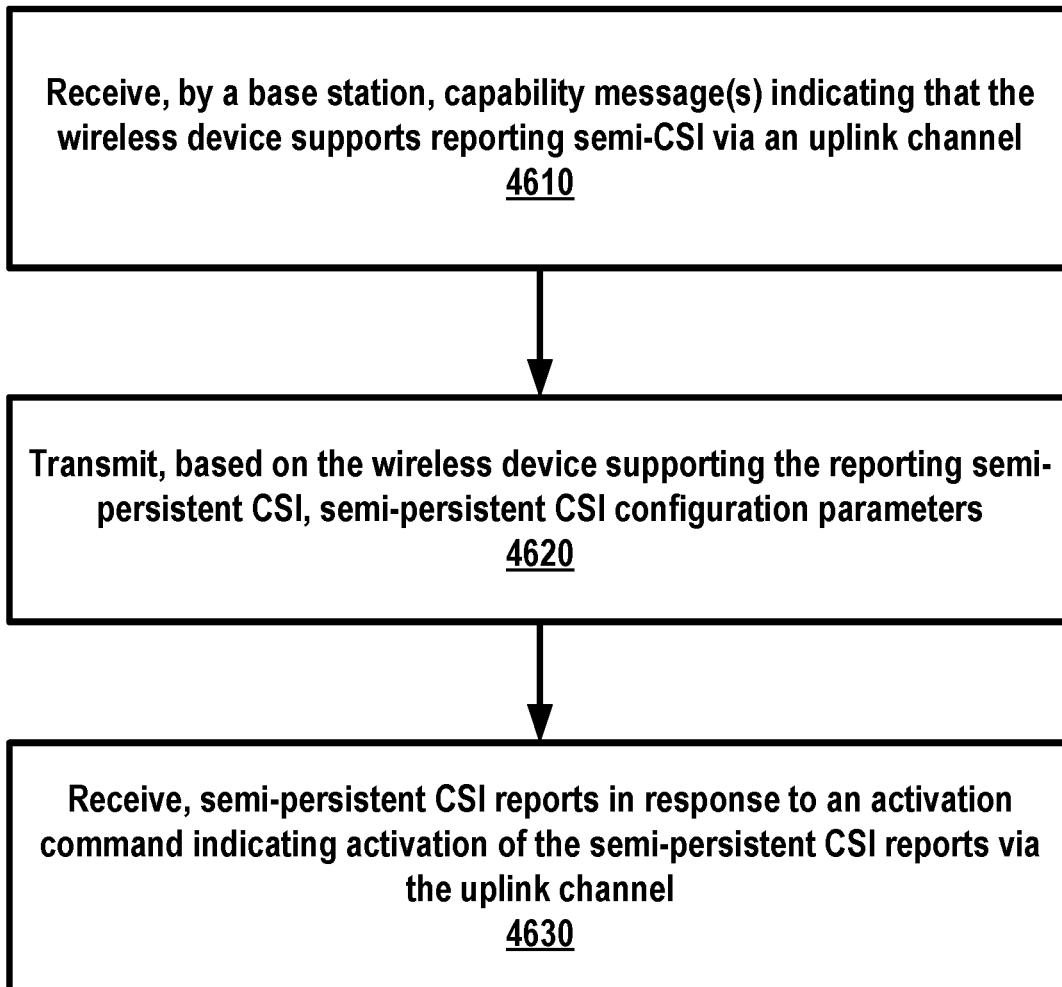 Receive, by a base station, capability message(s) indicating that the
wireless device supports reporting semi-CSI via an uplink channel
4610
Transmit, based on the wireless device supporting the reporting semi-
persistent CSI, semi-persistent CSI configuration parameters
4620
Receive, semi-persistent CSI reports in response to an activation
command indicating activation of the semi-persistent CSI reports via
the uplink channel
4630